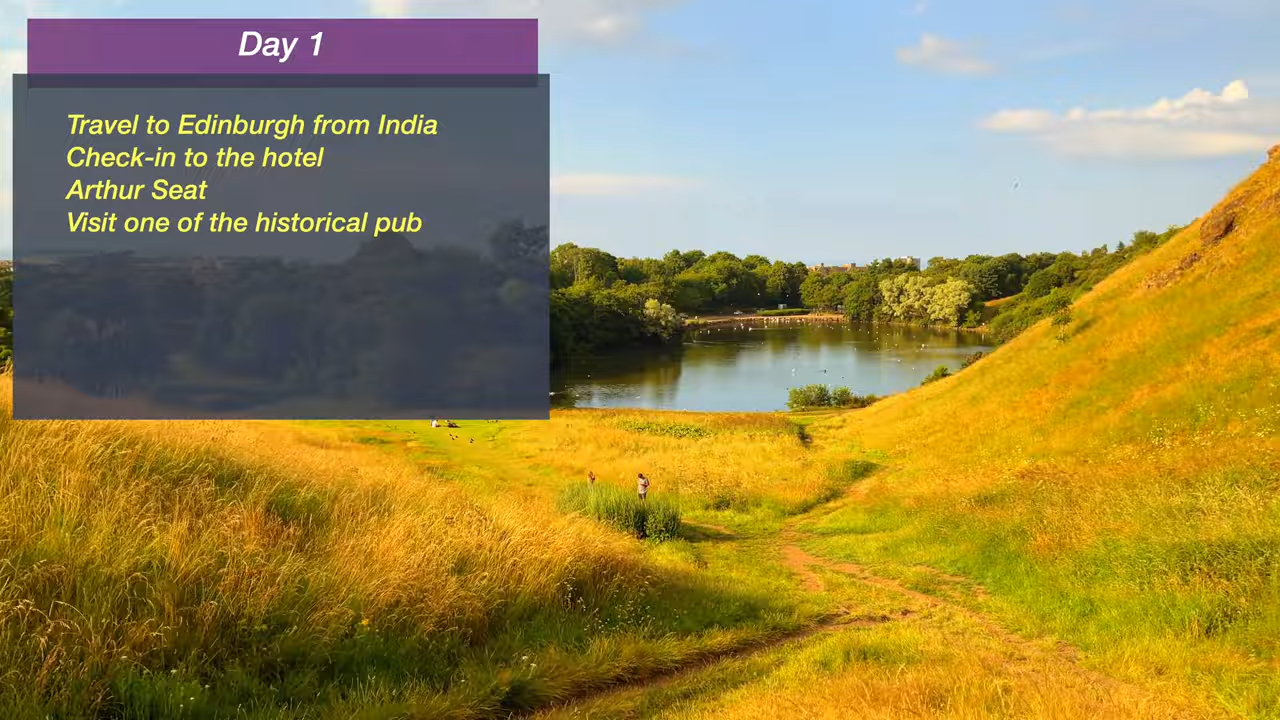 Day 1
Travel to Edinburgh from India
Check-in to the hotel
Arthur Seat
Visit one of the historical pub